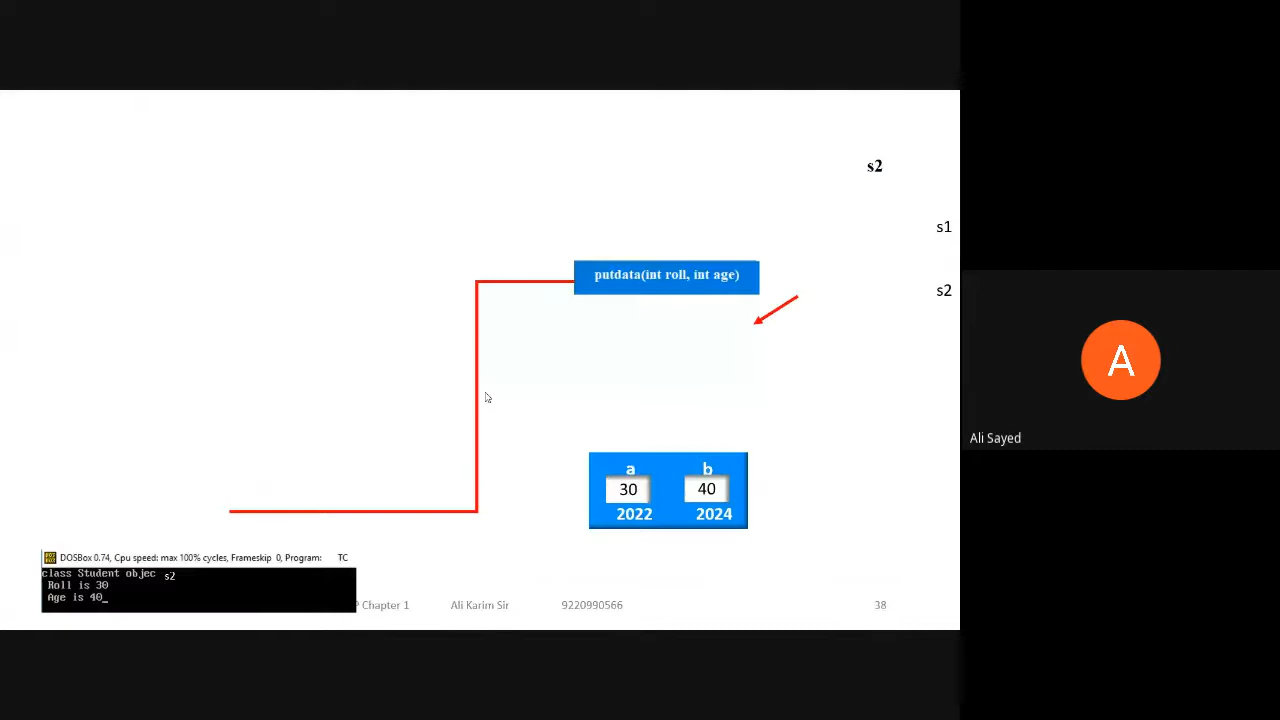 s2
s1
putdata(int roll, int age)
s2
a b
30 40
2022 2024
DOSBox 0.74, Cpu speed: max 100% cycles, Frameskip 0, Program: TC
class Student objec s2
Roll is 30
Age is 40_
Chapter 1 Ali Karim Sir 9220990566 38
A
Ali Sayed